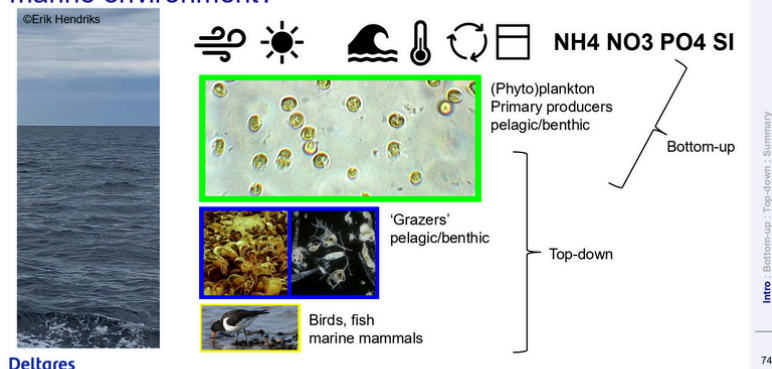 marine environment?
©Erik Hendriks
NH4 NO3 PO4 SI
(Phyto)plankton
Primary producers
pelagic/benthic
Bottom-up
'Grazers'
pelagic/benthic
Top-down
Birds, fish
marine mammals
Intro : Bottom-up : Top-down : Summary
74
Deltares